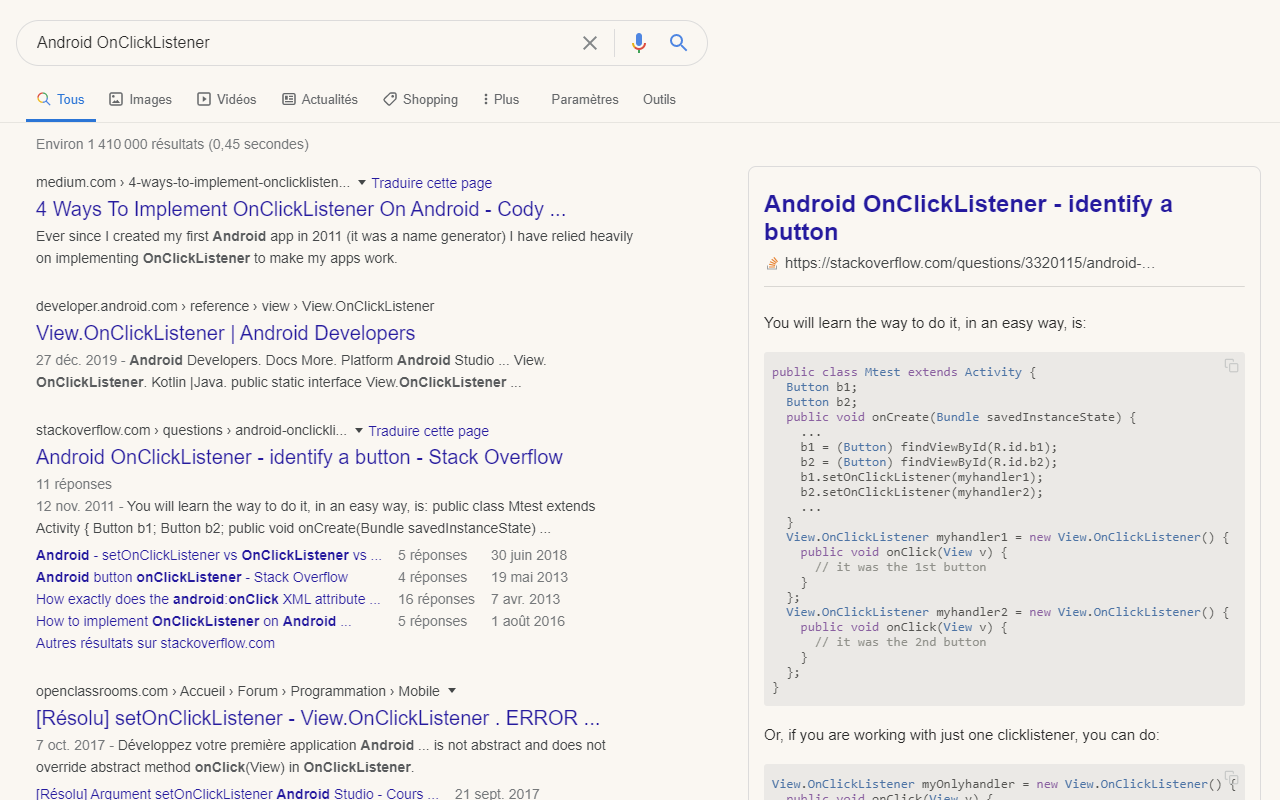 Android OnClickListener
Tous Images Vidéos Actualités Shopping Plus Paramètres Outils
Environ 1 410 000 résultats (0,45 secondes)
medium.com › 4-ways-to-implement-onclicklisten... Traduire cette page
4 Ways To Implement OnClickListener On Android - Cody ...
Ever since I created my first Android app in 2011 (it was a name generator) I have relied heavily
on implementing OnClickListener to make my apps work.
developer.android.com › reference › view › View.OnClickListener
View.OnClickListener | Android Developers
27 déc. 2019 - Android Developers. Docs More. Platform Android Studio ... View.
OnClickListener. Kotlin |Java. public static interface View.OnClickListener ...
stackoverflow.com › questions › android-onclickli... Traduire cette page
Android OnClickListener - identify a button - Stack Overflow
11 réponses
12 nov. 2011 - You will learn the way to do it, in an easy way, is: public class Mtest extends
Activity { Button b1; Button b2; public void onCreate(Bundle savedInstanceState) ...
Android - setOnClickListener vs OnClickListener vs ... 5 réponses 30 juin 2018
Android button onClickListener - Stack Overflow 4 réponses 19 mai 2013
How exactly does the android:onClick XML attribute ... 16 réponses 7 avr. 2013
How to implement OnClickListener on Android ... 5 réponses 1 août 2016
Autres résultats sur stackoverflow.com
openclassrooms.com › Accueil › Forum › Programmation › Mobile
[Résolu] setOnClickListener - View.OnClickListener . ERROR ...
7 oct. 2017 - Développez votre première application Android ... is not abstract and does not
override abstract method onClick(View) in OnClickListener.
[Résolu] Argument setOnClickListener Android Studio - Cours ... 21 sept. 2017
Android OnClickListener - identify a
button
https://stackoverflow.com/questions/3320115/android-…
You will learn the way to do it, in an easy way, is:
public class Mtest extends Activity {
  Button b1;
  Button b2;
  public void onCreate(Bundle savedInstanceState) {
    ...
    b1 = (Button) findViewById(R.id.b1);
    b2 = (Button) findViewById(R.id.b2);
    b1.setOnClickListener(myhandler1);
    b2.setOnClickListener(myhandler2);
    ...
  }
  View.OnClickListener myhandler1 = new View.OnClickListener() {
    public void onClick(View v) {
      // it was the 1st button
    }
  };
  View.OnClickListener myhandler2 = new View.OnClickListener() {
    public void onClick(View v) {
      // it was the 2nd button
    }
  };
}
Or, if you are working with just one clicklistener, you can do:
View.OnClickListener myOnlyhandler = new View.OnClickListener() {
  public void onClick(View v) {